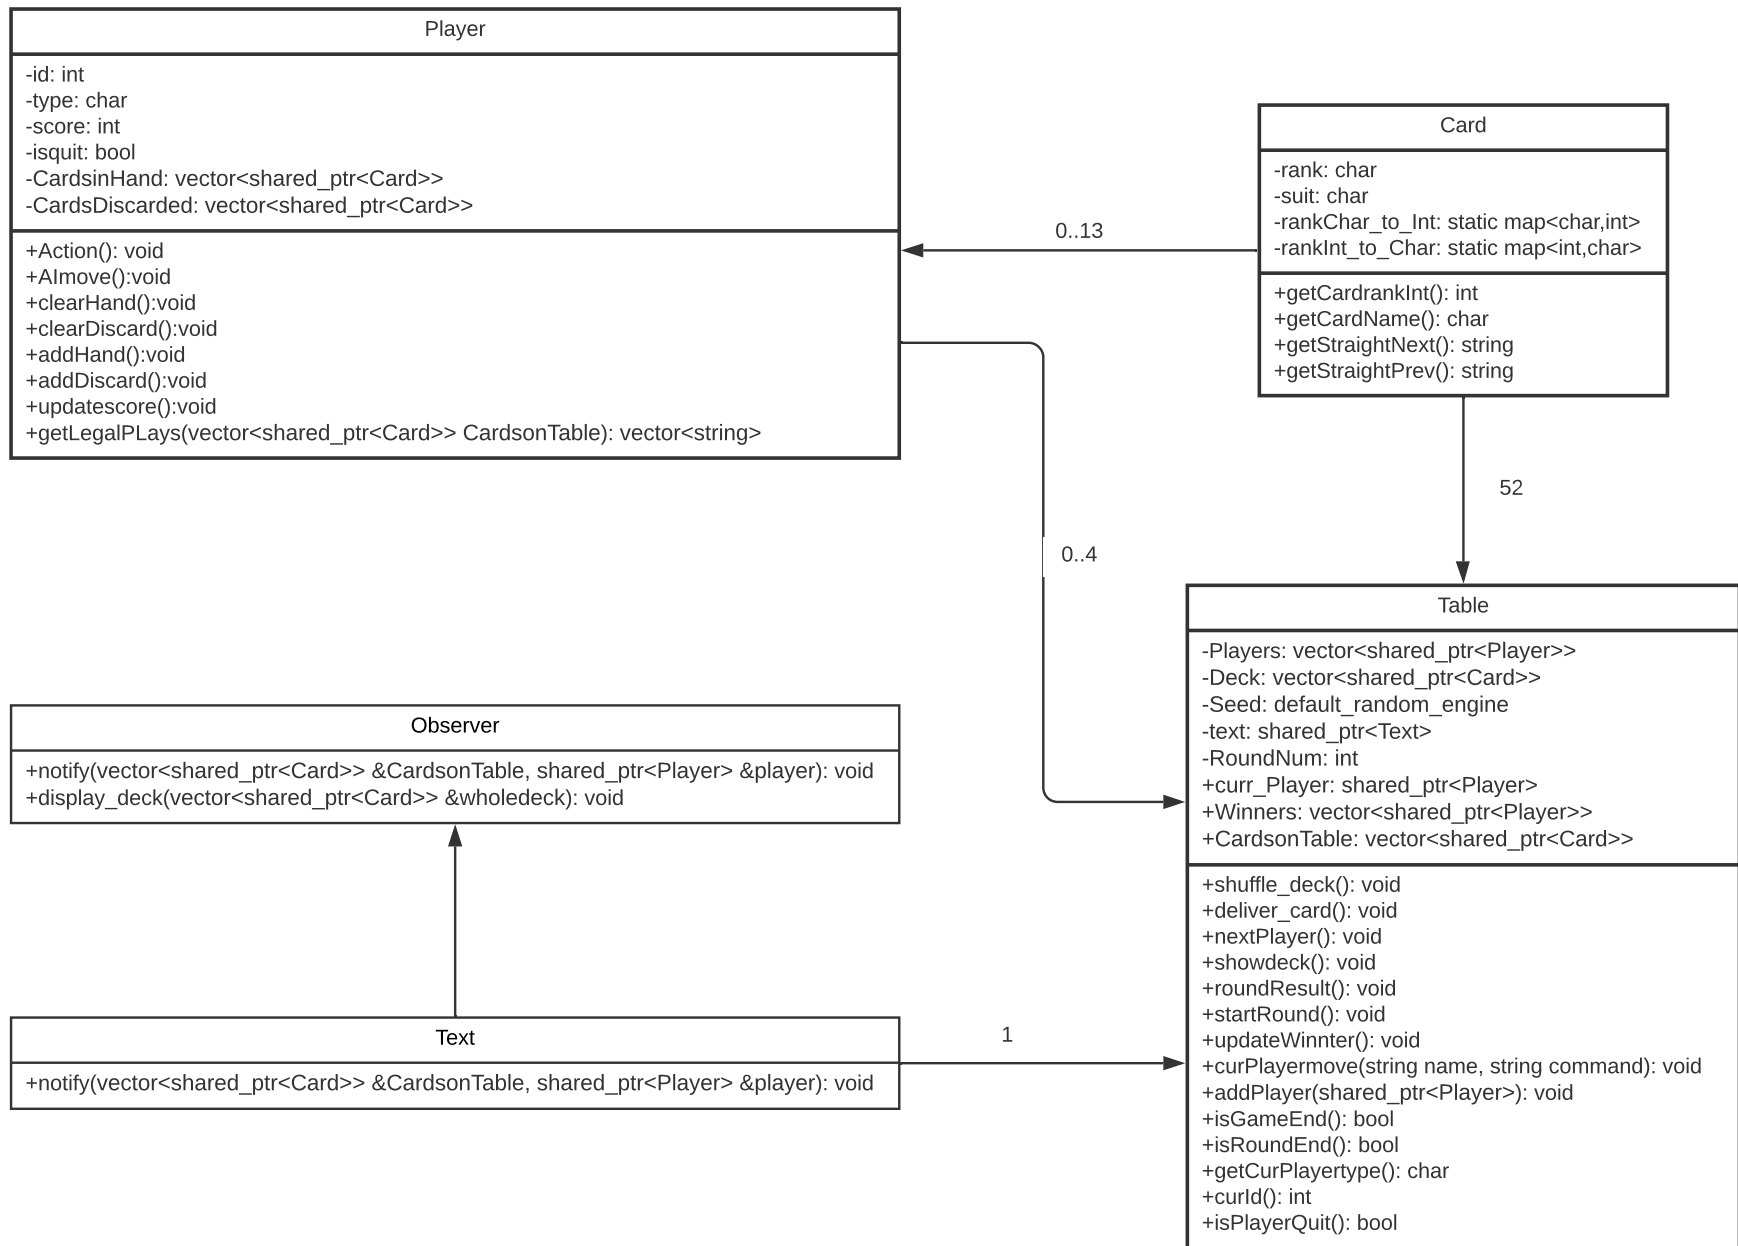 Player
-id: int
-type: char
-score: int
-isquit: bool
-CardsinHand: vector<shared_ptr<Card>>
-CardsDiscarded: vector<shared_ptr<Card>>
+Action(): void
+AImove():void
+clearHand():void
+clearDiscard():void
+addHand():void
+addDiscard():void
+updatescore():void
+getLegalPLays(vector<shared_ptr<Card>> CardsonTable): vector<string>
Card
-rank: char
-suit: char
-rankChar_to_Int: static map<char,int>
-rankInt_to_Char: static map<int,char>
+getCardrankInt(): int
+getCardName(): char
+getStraightNext(): string
+getStraightPrev(): string
0..13
52
0..4
Observer
+notify(vector<shared_ptr<Card>> &CardsonTable, shared_ptr<Player> &player): void
+display_deck(vector<shared_ptr<Card>> &wholedeck): void
Text
+notify(vector<shared_ptr<Card>> &CardsonTable, shared_ptr<Player> &player): void
1
Table
-Players: vector<shared_ptr<Player>>
-Deck: vector<shared_ptr<Card>>
-Seed: default_random_engine
-text: shared_ptr<Text>
-RoundNum: int
+curr_Player: shared_ptr<Player>
+Winners: vector<shared_ptr<Player>>
+CardsonTable: vector<shared_ptr<Card>>
+shuffle_deck(): void
+deliver_card(): void
+nextPlayer(): void
+showdeck(): void
+roundResult(): void
+startRound(): void
+updateWinnter(): void
+curPlayermove(string name, string command): void
+addPlayer(shared_ptr<Player>): void
+isGameEnd(): bool
+isRoundEnd(): bool
+getCurPlayertype(): char
+curId(): int
+isPlayerQuit(): bool